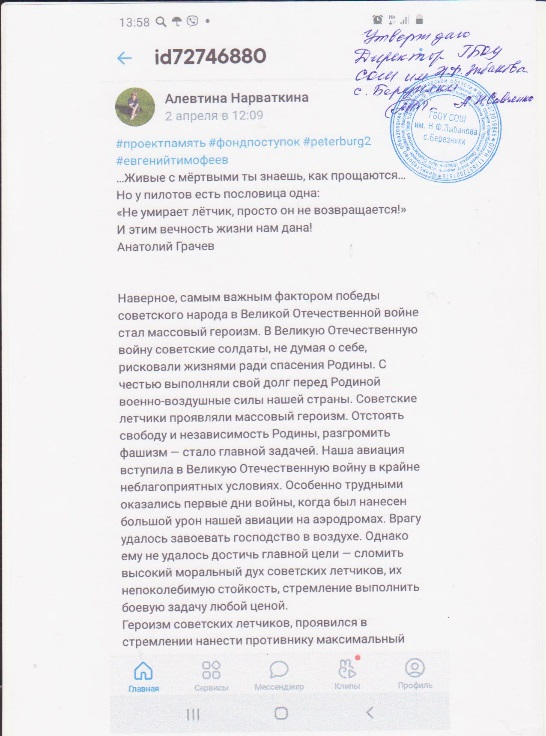 13:58
Утверждаю
Директор ГБОУ
СОШ им Н.Ф. Зыбанова
с. Березники
А.И. Савченко
ГБОУ СОШ
с.Березники
id72746880
Алевтина Нарваткина
2 апреля в 12:09
#проектпамять #фондпоступок #peterburg2
#евгенийтимофеев
…Живые с мёртвыми ты знаешь, как прощаются…
Но у пилотов есть пословица одна:
«Не умирает лётчик, просто он не возвращается!»
И этим вечность жизни нам дана!
Анатолий Грачев
Наверное, самым важным фактором победы
советского народа в Великой Отечественной войне
стал массовый героизм. В Великую Отечественную
войну советские солдаты, не думая о себе,
рисковали жизнями ради спасения Родины. С
честью выполняли свой долг перед Родиной
военно-воздушные силы нашей страны. Советские
летчики проявляли массовый героизм. Отстоять
свободу и независимость Родины, разгромить
фашизм — стало главной задачей. Наша авиация
вступила в Великую Отечественную войну в крайне
неблагоприятных условиях. Особенно трудными
оказались первые дни войны, когда был нанесен
большой урон нашей авиации на аэродромах. Врагу
удалось завоевать господство в воздухе. Однако
ему не удалось достичь главной цели — сломить
высокий моральный дух советских летчиков, их
непоколебимую стойкость, стремление выполнить
боевую задачу любой ценой.
Героизм советских летчиков, проявился в
стремлении нанести противнику максимальный
Главная
Сервисы
Мессенджер
Клипы
Профиль